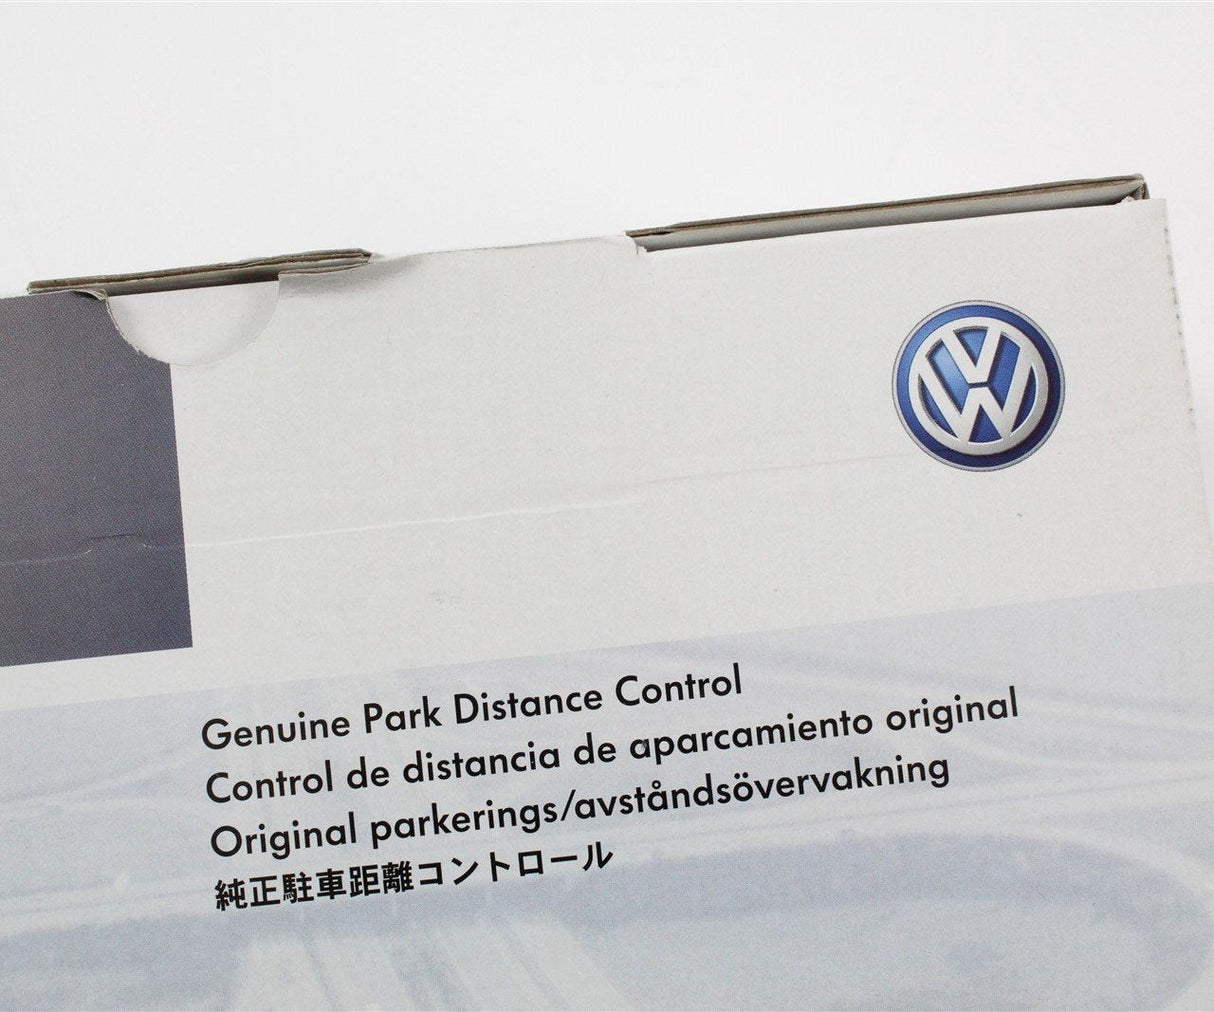 Genuine Park Distance Control
Control de distancia de aparcamiento original
Original parkerings/avståndsövervakning
純正駐車距離コントロール